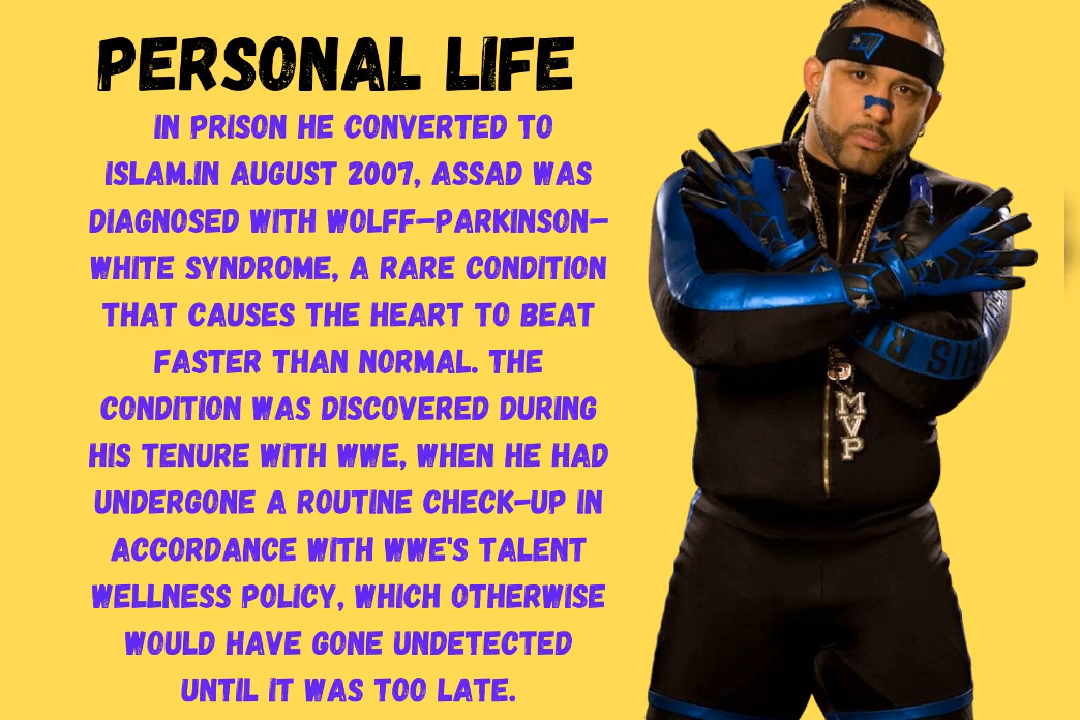 PERSONAL LIFE
IN PRISON HE CONVERTED TO
ISLAM.IN AUGUST 2007, ASSAD WAS
DIAGNOSED WITH WOLFF-PARKINSON-
WHITE SYNDROME, A RARE CONDITION
THAT CAUSES THE HEART TO BEAT
FASTER THAN NORMAL. THE
CONDITION WAS DISCOVERED DURING
HIS TENURE WITH WWE, WHEN HE HAD
UNDERGONE A ROUTINE CHECK-UP IN
ACCORDANCE WITH WWE'S TALENT
WELLNESS POLICY, WHICH OTHERWISE
WOULD HAVE GONE UNDETECTED
UNTIL IT WAS TOO LATE.
MVP